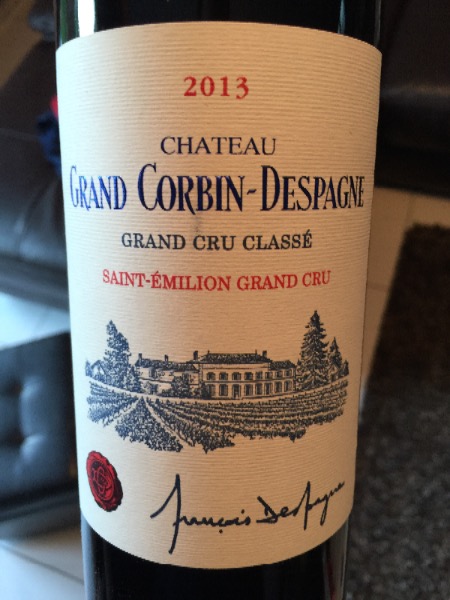 2013
CHATEAU
GRAND CORBIN-DESPAGNE
GRAND CRU CLASSÉ
SAINT-ÉMILION GRAND CRU
François Despagne